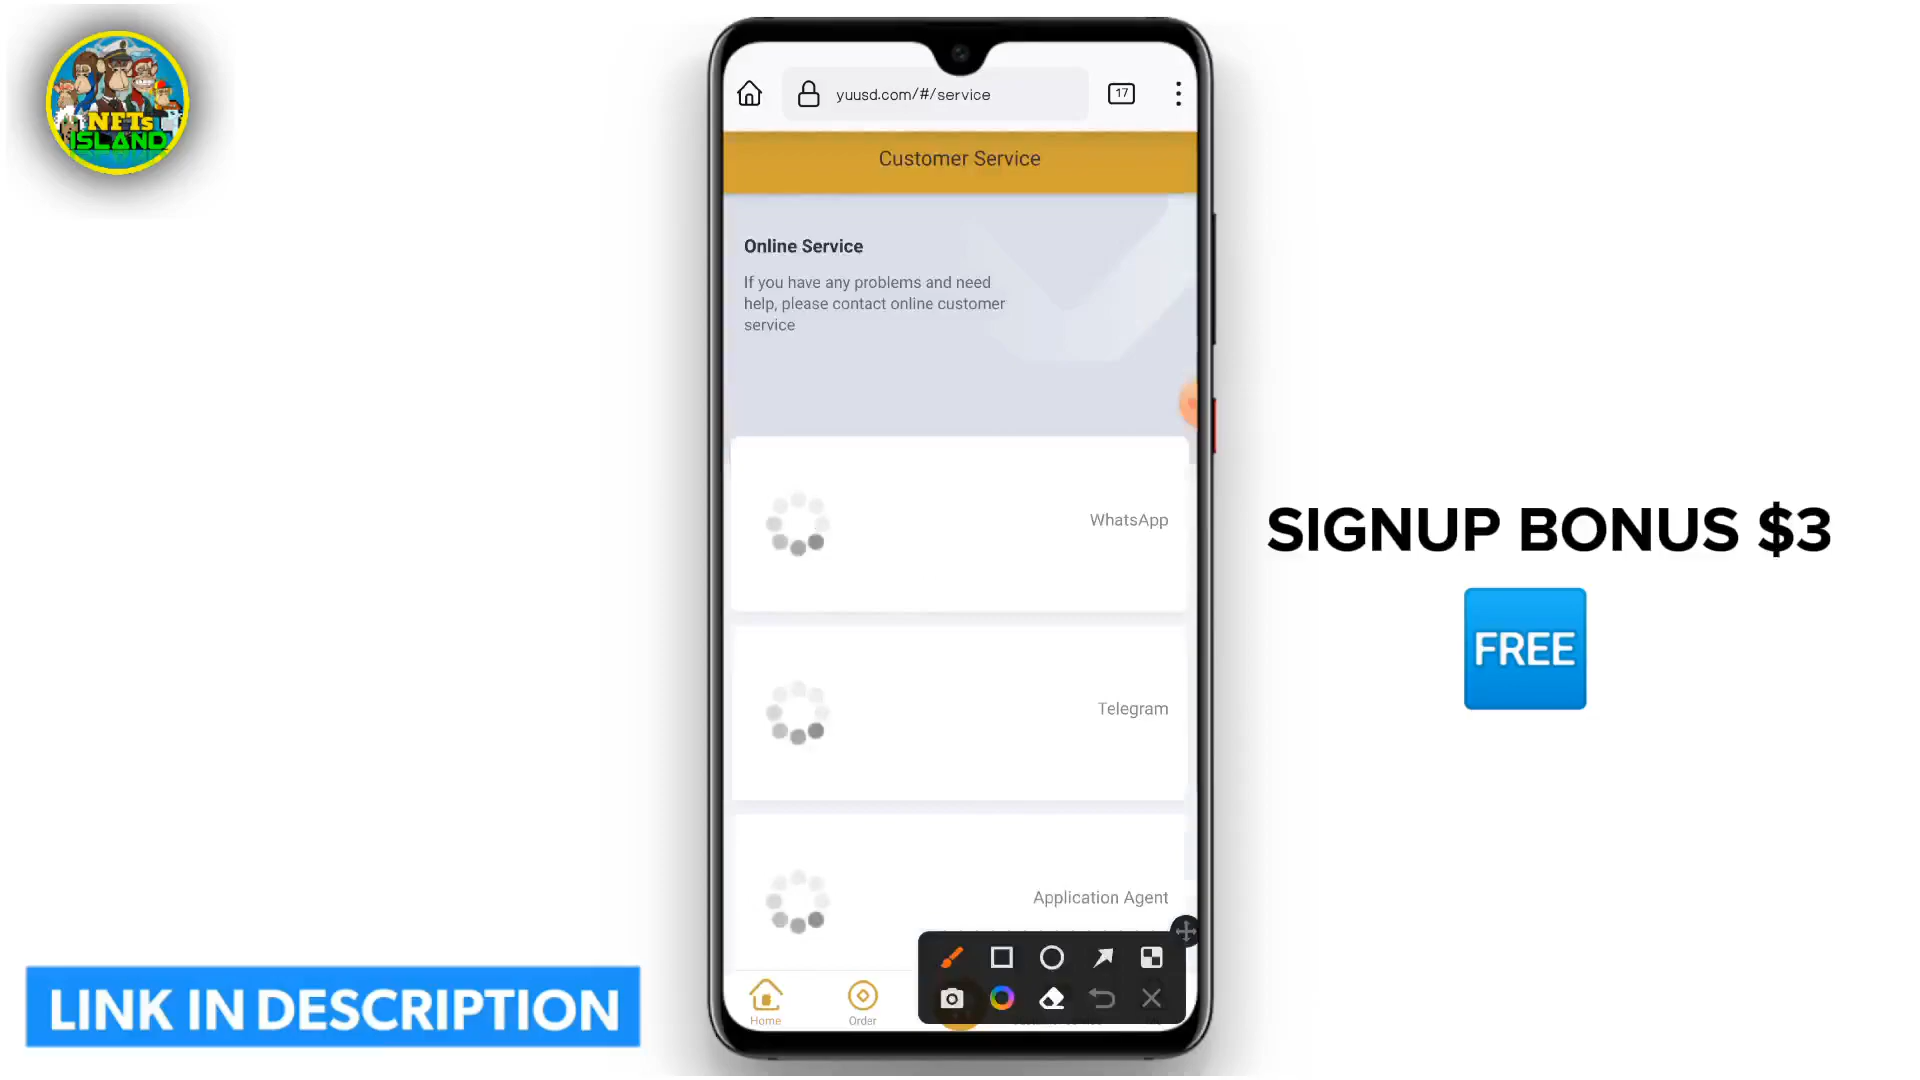 NFTs
ISLAND
yuusd.com/#/service
17
Customer Service
Online Service
If you have any problems and need
help, please contact online customer
service
WhatsApp
Telegram
Application Agent
Home
Order
SIGNUP BONUS $3
FREE
LINK IN DESCRIPTION